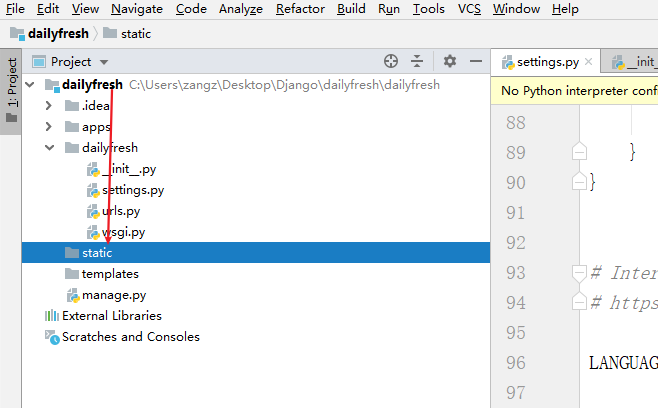 File Edit View Navigate Code Analyze Refactor Build Run Tools VCS Window Help
dailyfresh static
1: Project
Project
dailyfresh C:\Users\zangz\Desktop\Django\dailyfresh\dailyfresh
.idea
apps
dailyfresh
__init__.py
settings.py
urls.py
wsgi.py
static
templates
manage.py
External Libraries
Scratches and Consoles
settings.py × __init_
No Python interpreter conf
88
89 }
90 }
91
92
93 # Inter
94 # https
95
96 LANGUAG
97